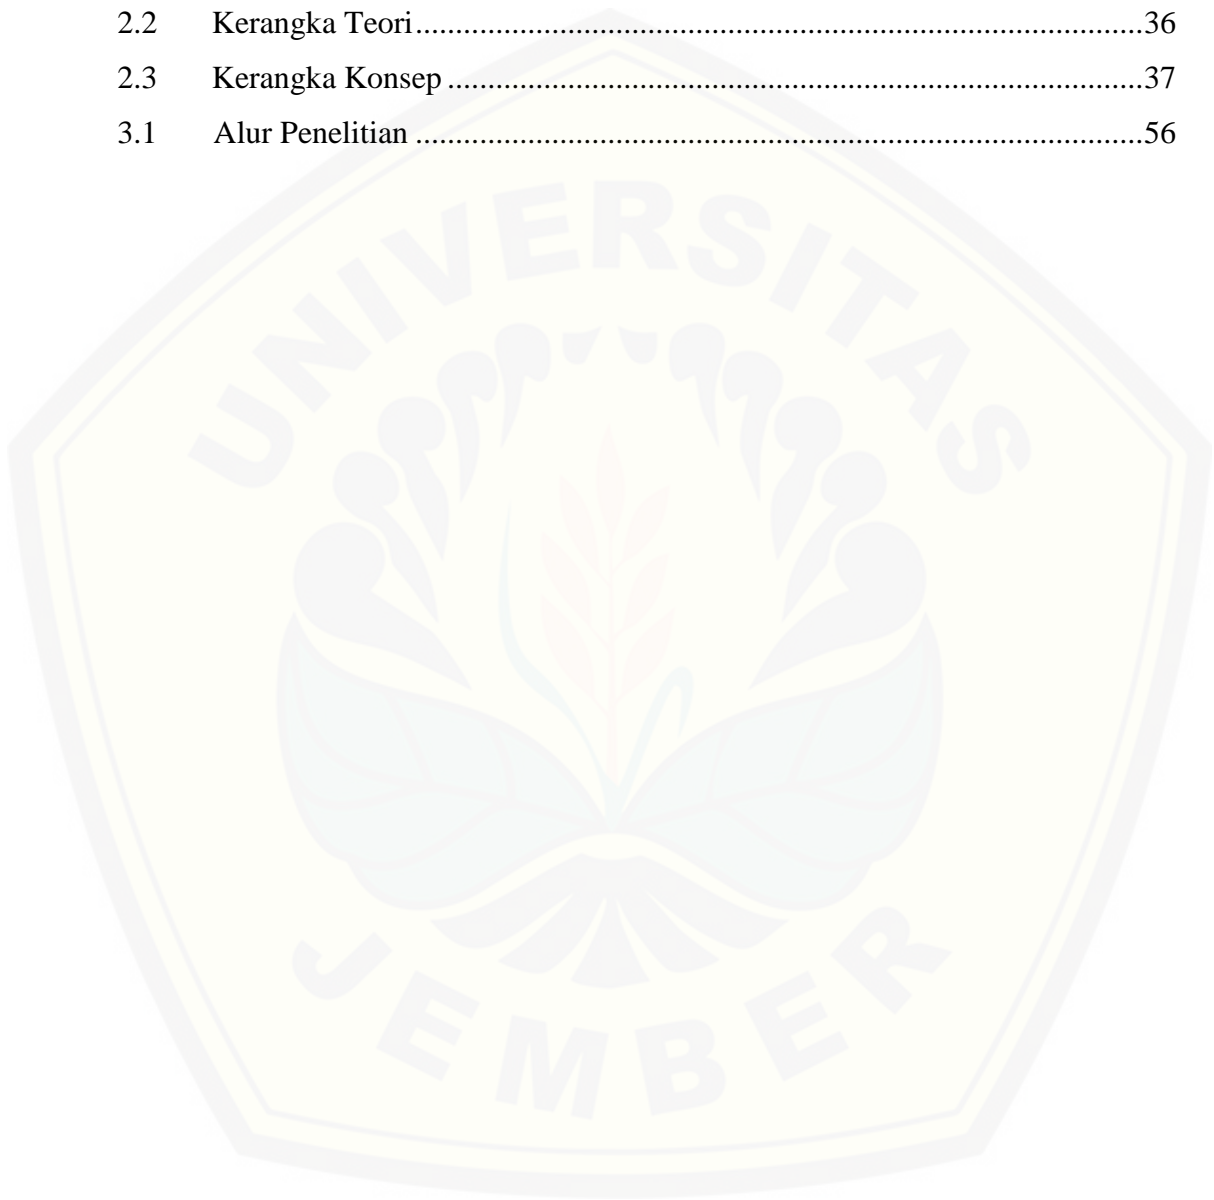 2.2 Kerangka Teori.........................................................................................36
2.3 Kerangka Konsep.....................................................................................37
3.1 Alur Penelitian.........................................................................................56
UNIVERSITAS
JEMBER